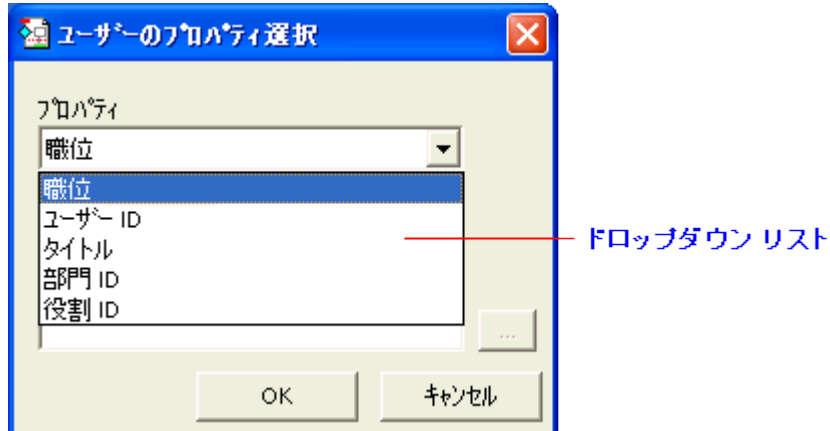 ユーザーのプロパティ選択
プロパティ
職位
職位
ユーザー ID
タイトル
部門 ID
役割 ID
ドロップダウン リスト
...
OK
キャンセル